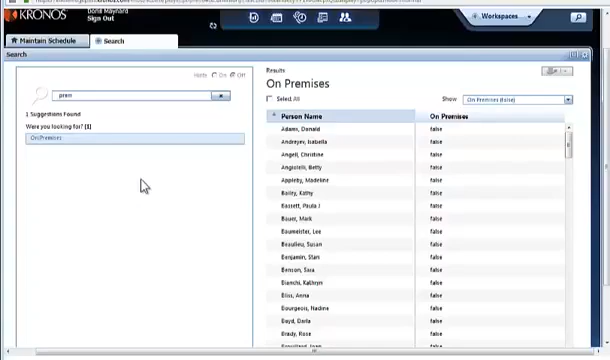 KRONOS
Sign Out
Workspaces
Maintain Schedule
Search
Search
Hints On Off
prem
1 Suggestions Found
Were you looking for? (1)
OnPremises
Results
On Premises
Select All
Show On Premises (false)
Person Name On Premises
Adams, Donald false
Andreyev, Isabella false
Angeli, Christine false
Angiolelli, Betty false
Appleby, Madeline false
Bailey, Kathy false
Bassett, Paula J false
Bauer, Mark false
Baumeister, Lee false
Beaulieu, Susan false
Benjamin, Stan false
Benson, Sara false
Bianchi, Kathryn false
Bliss, Anna false
Bourgeois, Nadine false
Boyd, Darla false
Brady, Rose false